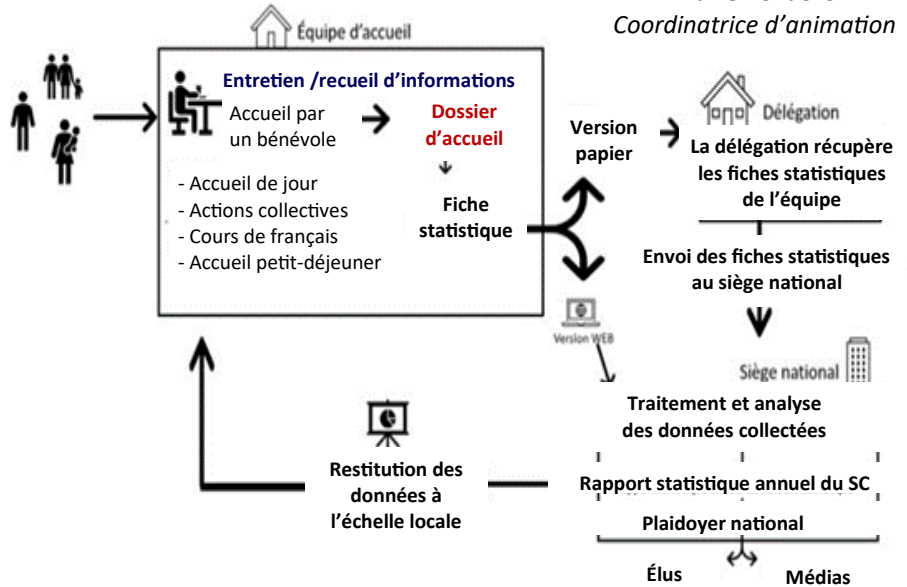 Coordinatrice d’animation
Équipe d'accueil
Entretien /recueil d’informations
Accueil par
un bénévole
Dossier
d’accueil
- Accueil de jour
- Actions collectives
- Cours de français
- Accueil petit-déjeuner
Fiche
statistique
Version
papier
Version WEB
Délégation
La délégation récupère
les fiches statistiques
de l’équipe
Envoi des fiches statistiques
au siège national
Siège national
Traitement et analyse
des données collectées
Rapport statistique annuel du SC
Plaidoyer national
Élus
Médias
Restitution des
données à
l’échelle locale